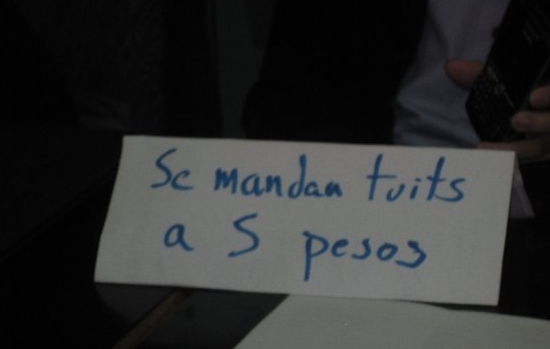 Se mandan tuits
a 5 pesos